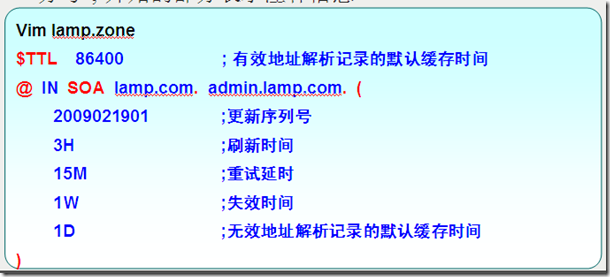 Vim lamp.zone
$TTL 86400 ; 有效地址解析记录的默认缓存时间
@ IN SOA lamp.com. admin.lamp.com. (
2009021901 ;更新序列号
3H ;刷新时间
15M ;重试延时
1W ;失效时间
1D ;无效地址解析记录的默认缓存时间
)